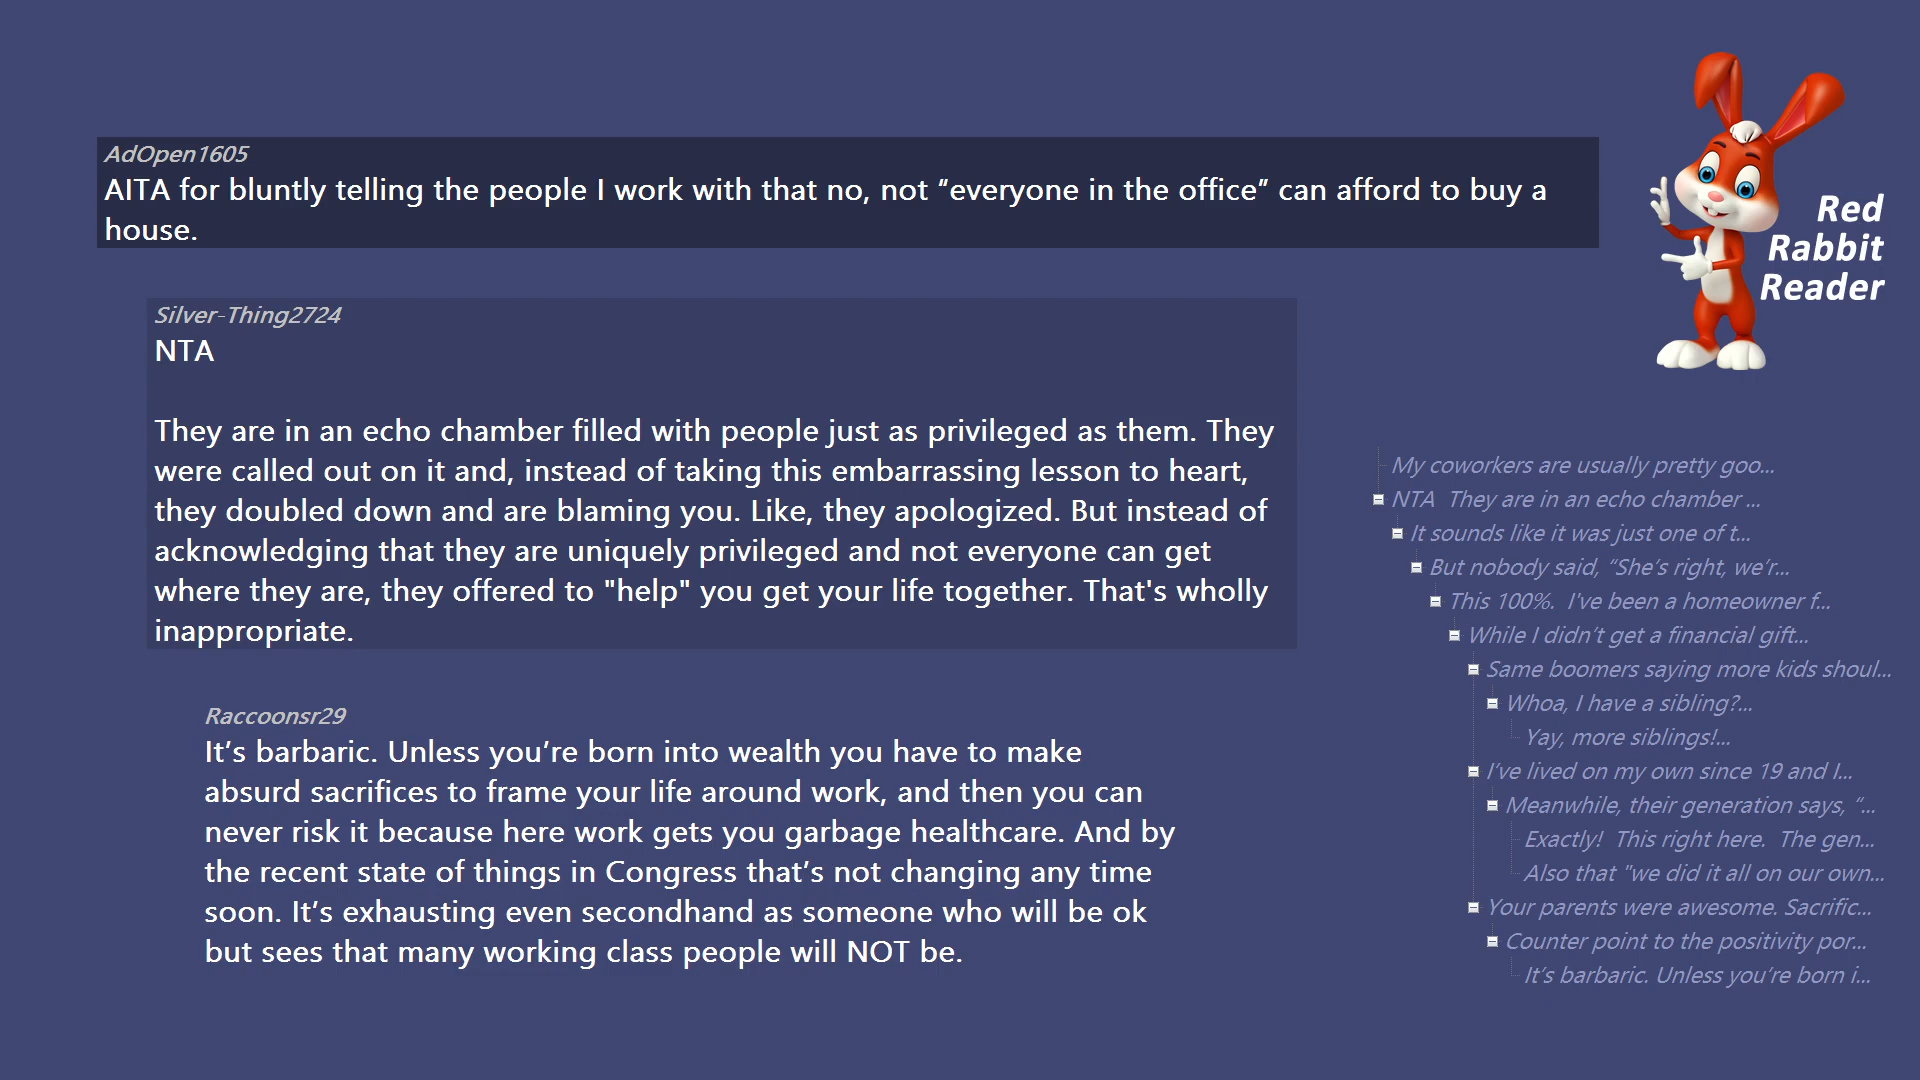 AdOpen1605
AITA for bluntly telling the people I work with that no, not “everyone in the office” can afford to buy a
house.
Silver-Thing2724
NTA
They are in an echo chamber filled with people just as privileged as them. They
were called out on it and, instead of taking this embarrassing lesson to heart,
they doubled down and are blaming you. Like, they apologized. But instead of
acknowledging that they are uniquely privileged and not everyone can get
where they are, they offered to "help" you get your life together. That's wholly
inappropriate.
Raccoonsr29
It’s barbaric. Unless you’re born into wealth you have to make
absurd sacrifices to frame your life around work, and then you can
never risk it because here work gets you garbage healthcare. And by
the recent state of things in Congress that’s not changing any time
soon. It’s exhausting even secondhand as someone who will be ok
but sees that many working class people will NOT be.
Red
Rabbit
Reader
My coworkers are usually pretty goo...
NTA  They are in an echo chamber ...
It sounds like it was just one of t...
But nobody said, “She’s right, we’r...
This 100%.  I've been a homeowner f...
While I didn’t get a financial gift...
Same boomers saying more kids shoul...
Whoa, I have a sibling?...
Yay, more siblings!...
I’ve lived on my own since 19 and I...
Meanwhile, their generation says, “...
Exactly!  This right here.  The gen...
Also that "we did it all on our own...
Your parents were awesome. Sacrific...
Counter point to the positivity por...
It’s barbaric. Unless you’re born i...